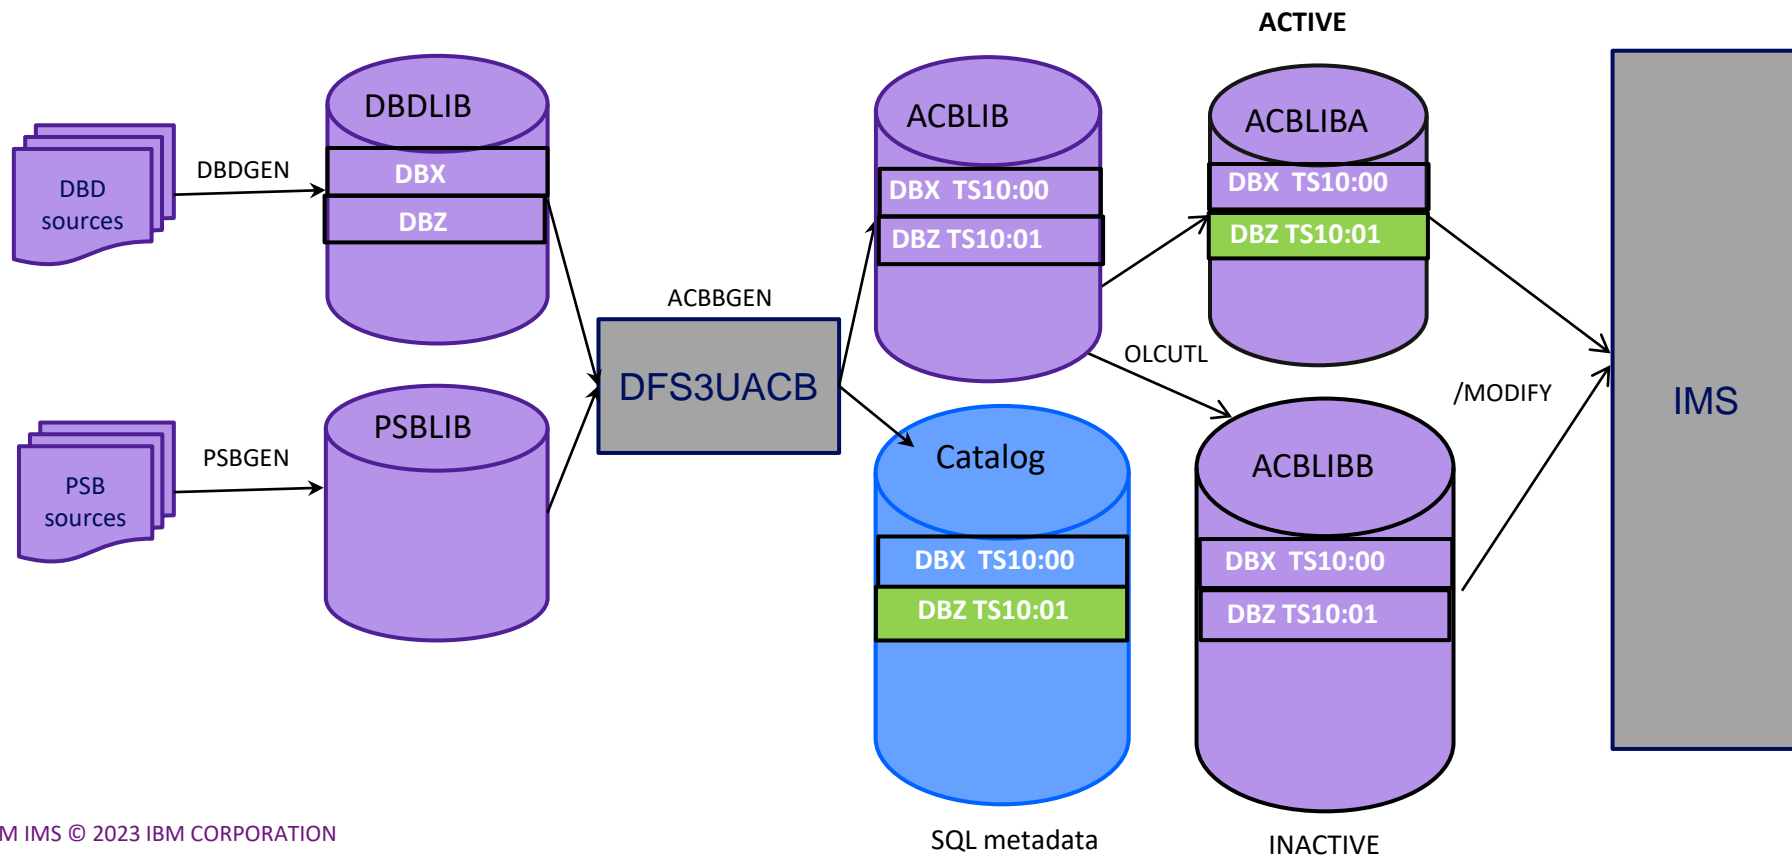 ACTIVE
DBD
sources
DBDGEN
DBDLIB
DBX
DBZ
PSB
sources
PSBGEN
PSBLIB
ACBBGEN
DFS3UACB
ACBLIB
DBX TS10:00
DBZ TS10:01
ACBLIBA
DBX TS10:00
DBZ TS10:01
OLCUTL
/MODIFY
IMS
Catalog
DBX TS10:00
DBZ TS10:01
SQL metadata
ACBLIBB
DBX TS10:00
DBZ TS10:01
INACTIVE
M IMS © 2023 IBM CORPORATION